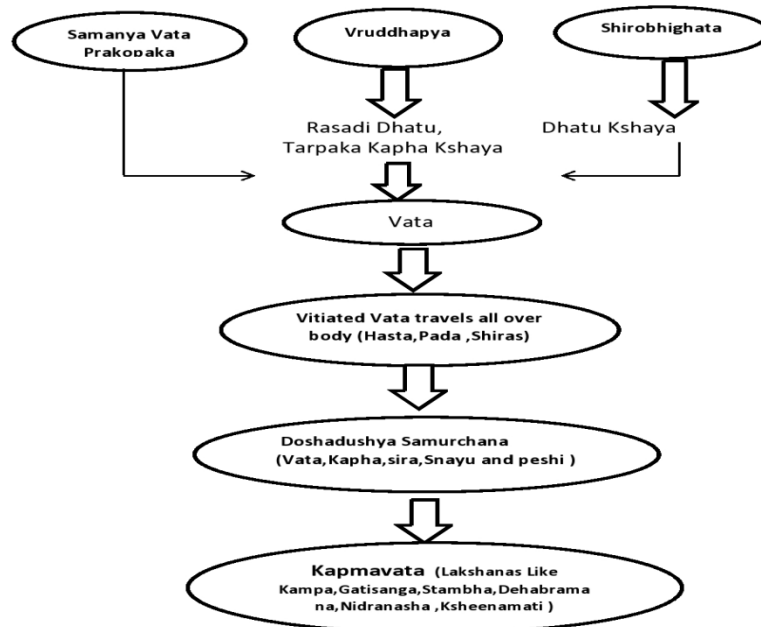 Samanya Vata
Prakopaka
Vruddhapya
Shirobhighata
Rasadi Dhatu,
Tarpaka Kapha Kshaya
Dhatu Kshaya
Vata
Vitiated Vata travels all over
body (Hasta,Pada ,Shiras)
Doshadushya Samurchana
(Vata,Kapha,sira,Snayu and peshi )
Kapmavata (Lakshanas Like
Kampa,Gatisanga,Stambha,Dehabrama
na,Nidranasha ,Ksheenamati )